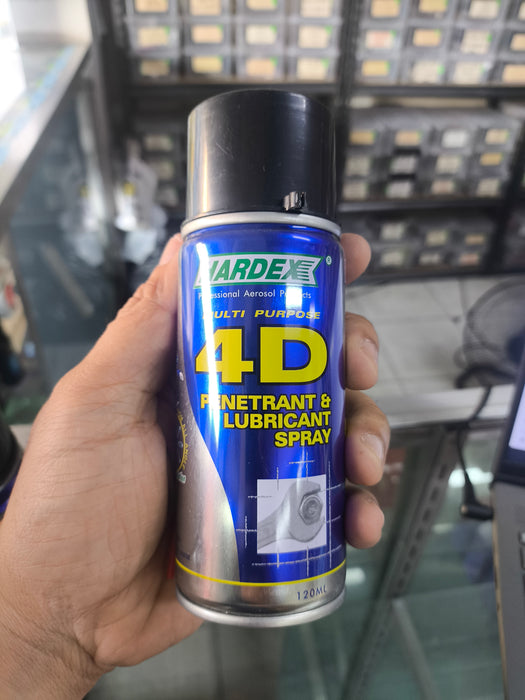 HARDEX
®
Professional Aerosol Products
MULTI PURPOSE
4D
PENETRANT &
LUBRICANT
SPRAY
120ML